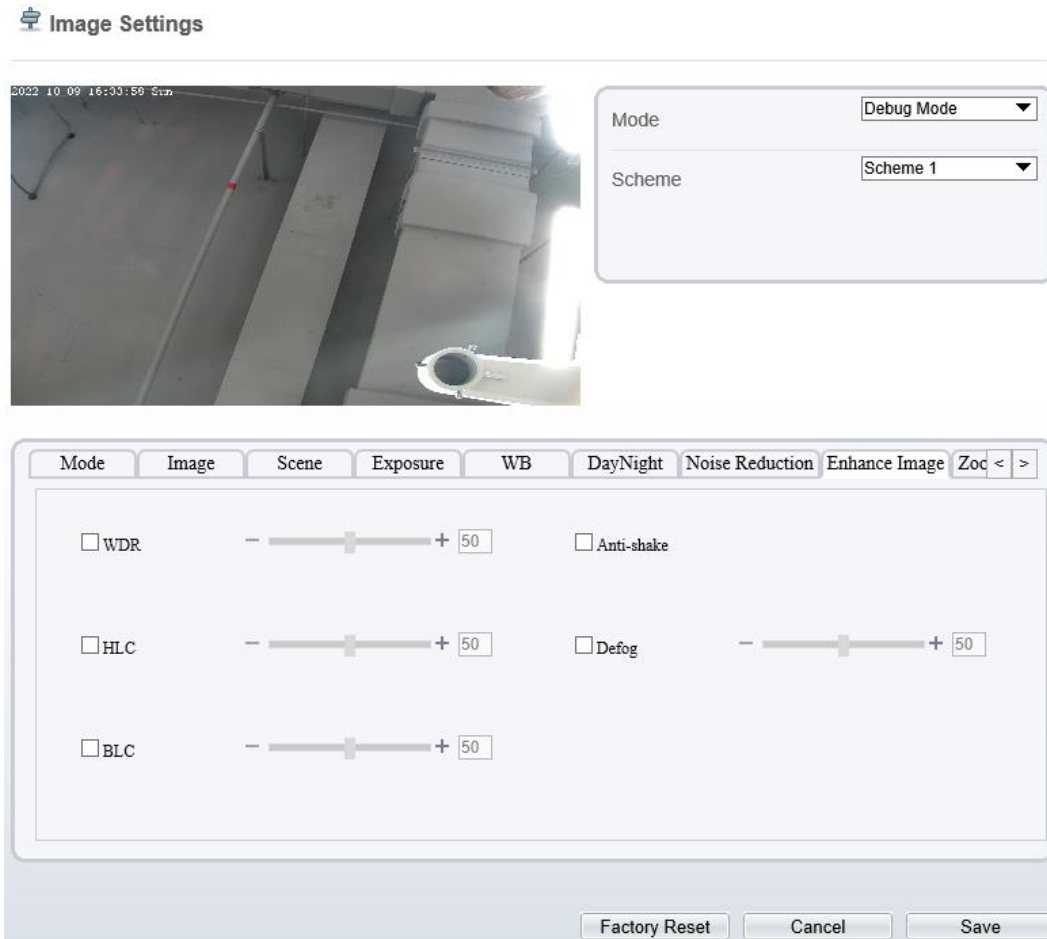 Image Settings
2022 10 09 16:33:58 Sun
Mode
Debug Mode
Scheme
Scheme 1
Mode Image Scene Exposure WB DayNight Noise Reduction Enhance Image Zoo < >
WDR - + 50 Anti-shake
HLC - + 50 Defog - + 50
BLC - + 50
Factory Reset Cancel Save